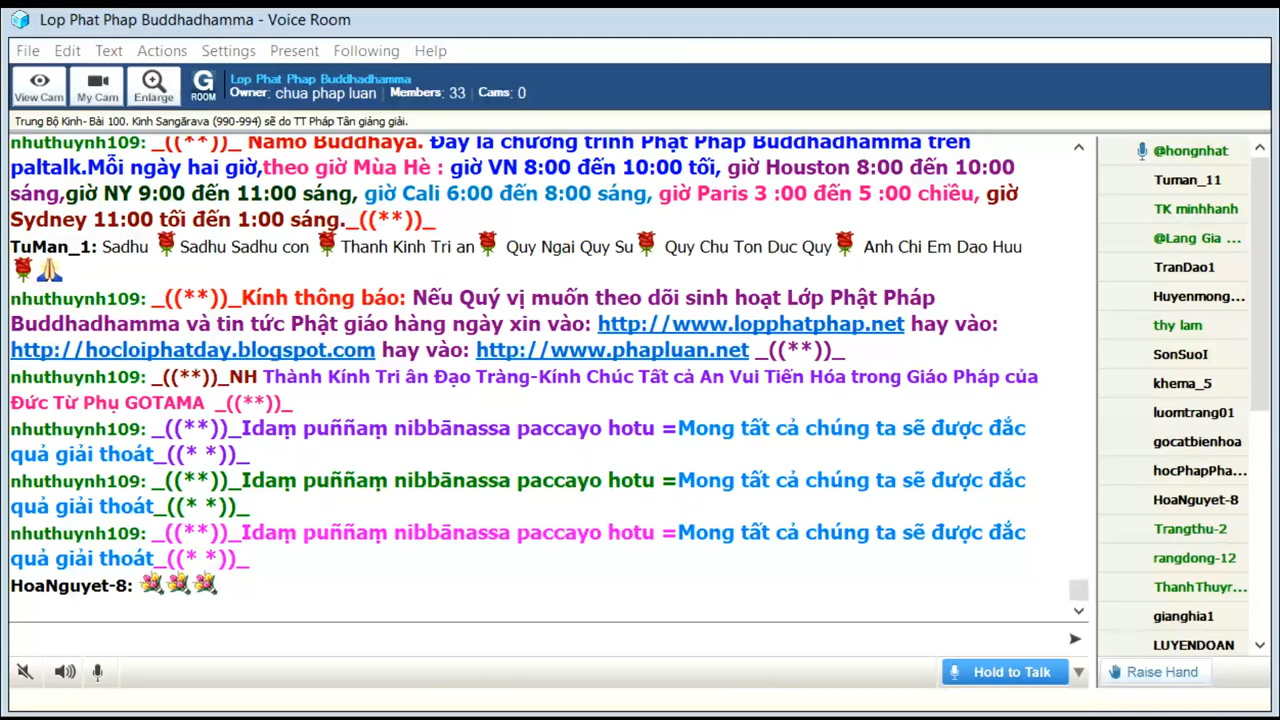 Lop Phat Phap Buddhadhamma - Voice Room
File Edit Text Actions Settings Present Following Help
View Cam My Cam Enlarge G ROOM Lop Phat Phap Buddhadhamma
Owner: chua phap luan Members: 33 Cams: 0
Trung Bộ Kinh- Bài 100. Kinh Sangārava (990-994) sẽ do TT Pháp Tân giảng giải.
nhuthuynh109: _((**))_ Namo Buddhaya. Đây là chương trình Phật Pháp Buddhadhamma trên
paltalk.Mỗi ngày hai giờ,theo giờ Mùa Hè : giờ VN 8:00 đến 10:00 tối, giờ Houston 8:00 đến 10:00
sáng,giờ NY 9:00 đến 11:00 sáng, giờ Cali 6:00 đến 8:00 sáng, giờ Paris 3 :00 đến 5 :00 chiều, giờ
Sydney 11:00 tối đến 1:00 sáng._((**))_
TuMan_1: Sadhu Sadhu Sadhu con Thanh Kinh Tri an Quy Ngai Quy Su Quy Chu Ton Duc Quy Anh Chi Em Dao Huu
nhuthuynh109: _((**))_Kính thông báo: Nếu Quý vị muốn theo dõi sinh hoạt Lớp Phật Pháp
Buddhadhamma và tin tức Phật giáo hàng ngày xin vào: http://www.lopphatphap.net hay vào:
http://hocloiphatday.blogspot.com hay vào: http://www.phapluan.net _((**))_
nhuthuynh109: _((**))_NH Thành Kính Tri ân Đạo Tràng-Kính Chúc Tất cả An Vui Tiến Hóa trong Giáo Pháp của
Đức Từ Phụ GOTAMA _((**))_
nhuthuynh109: _((**))_Idaṃ puññaṃ nibbānassa paccayo hotu =Mong tất cả chúng ta sẽ được đắc
quả giải thoát_((* *))_
nhuthuynh109: _((**))_Idaṃ puññaṃ nibbānassa paccayo hotu =Mong tất cả chúng ta sẽ được đắc
quả giải thoát_((* *))_
nhuthuynh109: _((**))_Idaṃ puññaṃ nibbānassa paccayo hotu =Mong tất cả chúng ta sẽ được đắc
quả giải thoát_((* *))_
HoaNguyet-8:
Hold to Talk
@hongnhat
Tuman_11
TK minhhanh
@Lang Gia ...
TranDao1
Huyenmong...
thy lam
SonSuoI
khema_5
luomtrang01
gocatbienhoa
hocPhapPha...
HoaNguyet-8
Trangthu-2
rangdong-12
ThanhThuyr...
gianghia1
LUYENDOAN
Raise Hand